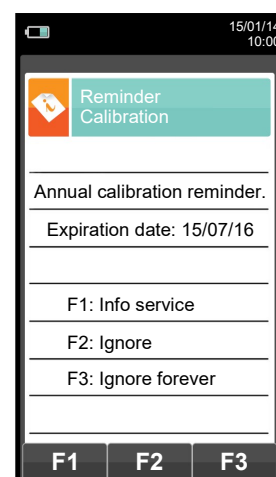 15/01/14
10:00
Reminder
Calibration
Annual calibration reminder.
Expiration date: 15/07/16
F1: Info service
F2: Ignore
F3: Ignore forever
F1 F2 F3